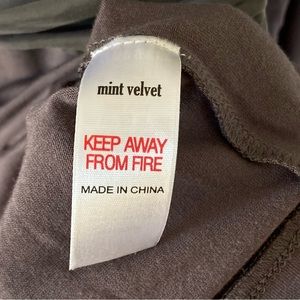 mint velvet
KEEP AWAY
FROM FIRE
MADE IN CHINA